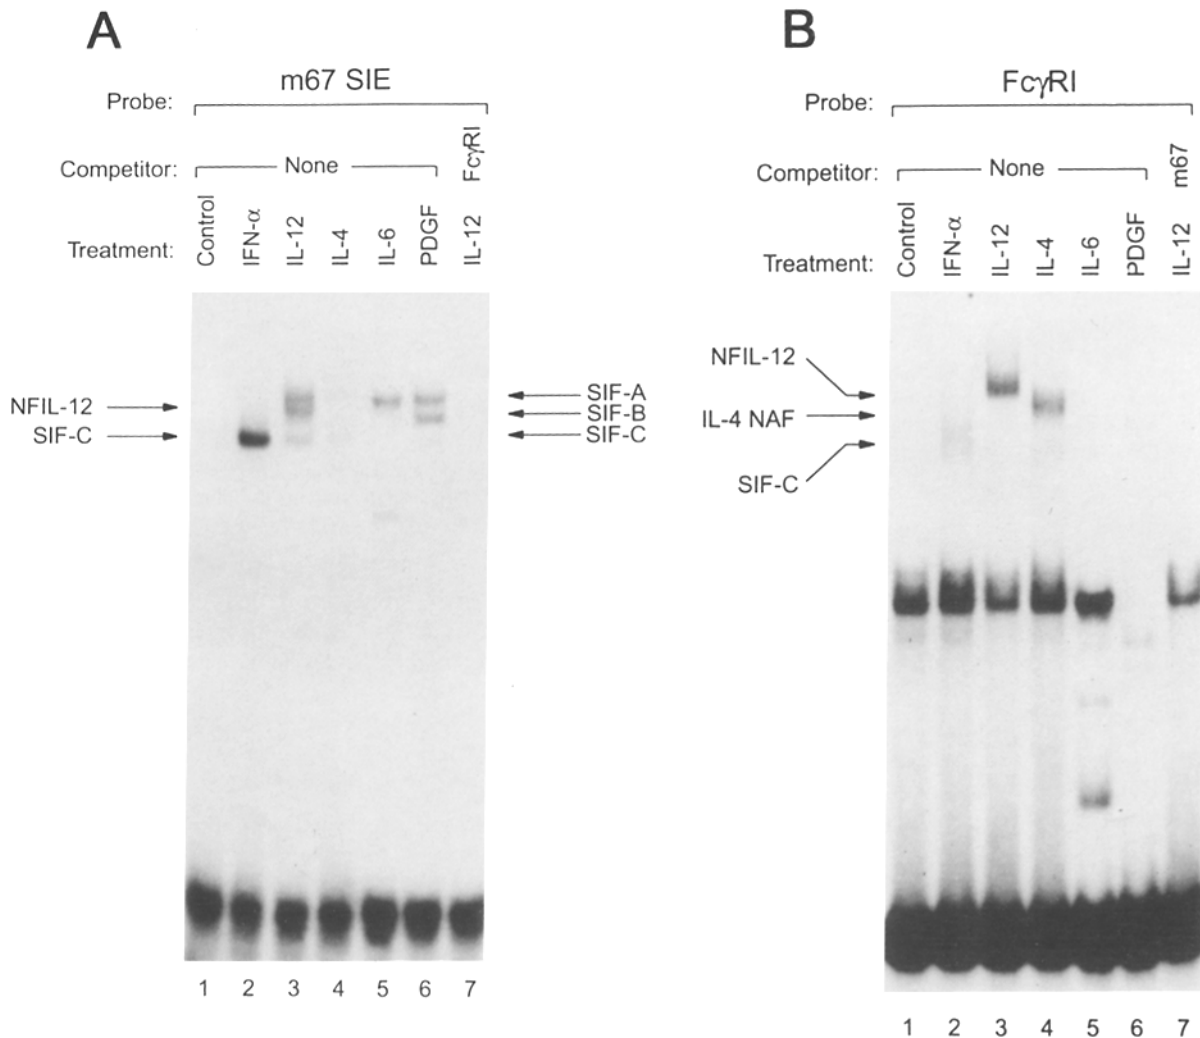 A
m67 SIE
Probe:
Competitor: None FcγRI
Treatment: Control IFN-α IL-12 IL-4 IL-6 PDGF IL-12
NFIL-12
SIF-C
SIF-A
SIF-B
SIF-C
1 2 3 4 5 6 7
B
FcγRI
Probe:
Competitor: None m67
Treatment: Control IFN-α IL-12 IL-4 IL-6 PDGF IL-12
NFIL-12
IL-4 NAF
SIF-C
1 2 3 4 5 6 7